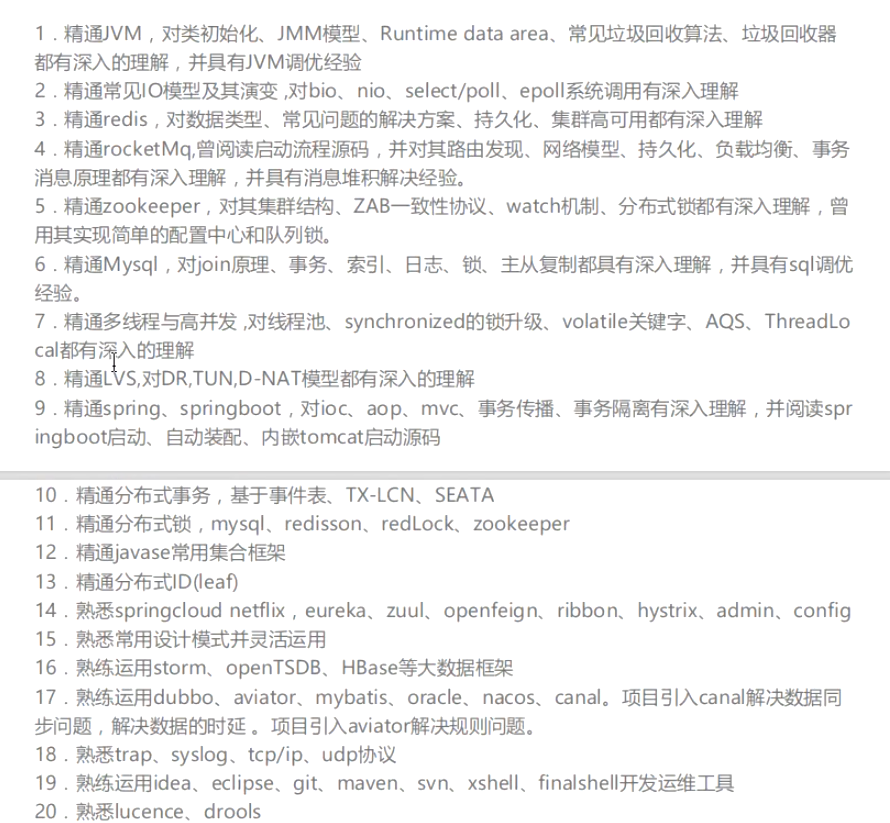 1．精通JVM，对类初始化、JMM模型、Runtime data area、常见垃圾回收算法、垃圾回收器
都有深入的理解，并具有JVM调优经验
2．精通常见IO模型及其演变 ,对bio、nio、select/poll、epoll系统调用有深入理解
3．精通redis，对数据类型、常见问题的解决方案、持久化、集群高可用都有深入理解
4．精通rocketMq,曾阅读启动流程源码，并对其路由发现、网络模型、持久化、负载均衡、事务
消息原理都有深入理解，并具有消息堆积解决经验。
5．精通zookeeper，对其集群结构、ZAB一致性协议、watch机制、分布式锁都有深入理解，曾
用其实现简单的配置中心和队列锁。
6．精通Mysql，对join原理、事务、索引、日志、锁、主从复制都具有深入理解，并具有sql调优
经验。
7．精通多线程与高并发 ,对线程池、synchronized的锁升级、volatile关键字、AQS、ThreadLo
cal都有深入的理解
8．精通LVS,对DR,TUN,D-NAT模型都有深入的理解
9．精通spring、springboot，对ioc、aop、mvc、事务传播、事务隔离有深入理解，并阅读spr
ingboot启动、自动装配、内嵌tomcat启动源码
10．精通分布式事务，基于事件表、TX-LCN、SEATA
11．精通分布式锁，mysql、redisson、redLock、zookeeper
12．精通javase常用集合框架
13．精通分布式ID(leaf)
14．熟悉springcloud netflix，eureka、zuul、openfeign、ribbon、hystrix、admin、config
15．熟悉常用设计模式并灵活运用
16．熟练运用storm、openTSDB、HBase等大数据框架
17．熟练运用dubbo、aviator、mybatis、oracle、nacos、canal。项目引入canal解决数据同
步问题，解决数据的时延 。项目引入aviator解决规则问题。
18．熟悉trap、syslog、tcp/ip、udp协议
19．熟练运用idea、eclipse、git、maven、svn、xshell、finalshell开发运维工具
20．熟悉lucence、drools